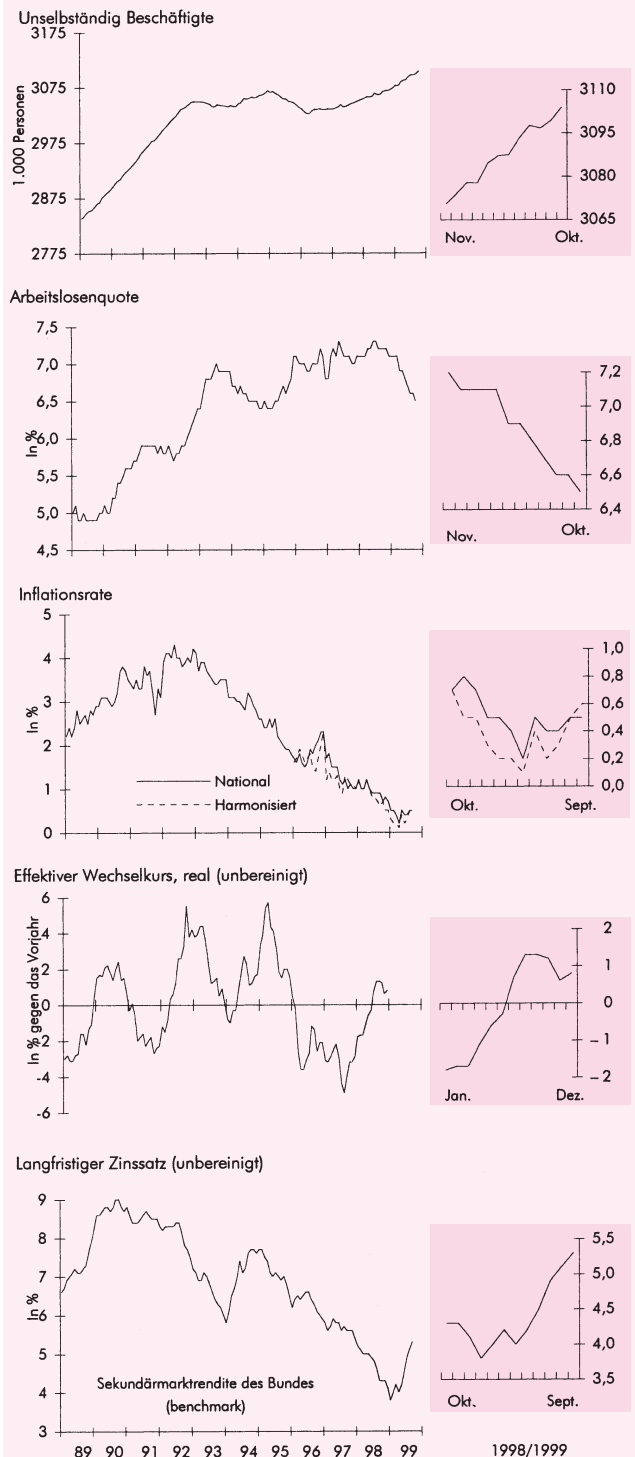 Unselbständig Beschäftigte
1.000 Personen
3175
3075
2975
2875
2775
3110
3095
3080
3065
Nov. Okt.
Arbeitslosenquote
In %
7,5
7,0
6,5
6,0
5,5
5,0
4,5
7,2
7,0
6,8
6,6
6,4
Nov. Okt.
Inflationsrate
In %
5
4
3
2
1
0
National
Harmonisiert
1,0
0,8
0,6
0,4
0,2
0,0
Okt. Sept.
Effektiver Wechselkurs, real (unbereinigt)
In % gegen das Vorjahr
6
4
2
0
-2
-4
-6
2
1
0
-1
-2
Jan. Dez.
Langfristiger Zinssatz (unbereinigt)
In %
9
8
7
6
5
4
3
Sekundärmarktrendite des Bundes
(benchmark)
5,5
5,0
4,5
4,0
3,5
Okt. Sept.
89 90 91 92 93 94 95 96 97 98 99
1998/1999